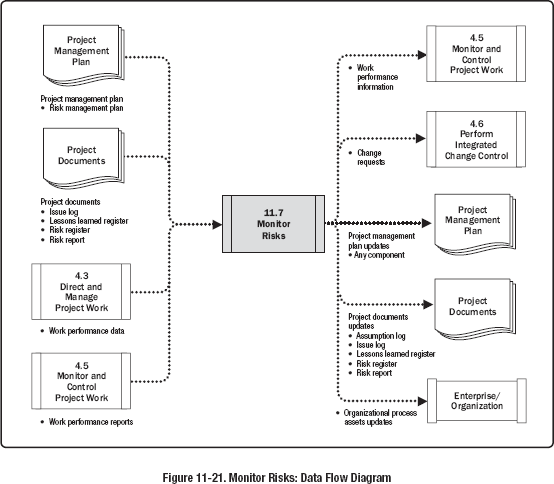 Project
Management
Plan
Project management plan
• Risk management plan
Project
Documents
Project documents
• Issue log
• Lessons learned register
• Risk register
• Risk report
4.3
Direct and
Manage
Project Work
• Work performance data
4.5
Monitor and
Control
Project Work
• Work performance reports
11.7
Monitor
Risks
4.5
Monitor and
Control
Project Work
• Work
performance
information
4.6
Perform
Integrated
Change Control
• Change
requests
Project
Management
Plan
Project management
plan updates
• Any component
Project
Documents
Project documents
updates
• Assumption log
• Issue log
• Lessons learned register
• Risk register
• Risk report
Enterprise/
Organization
• Organizational process
assets updates
Figure 11-21. Monitor Risks: Data Flow Diagram